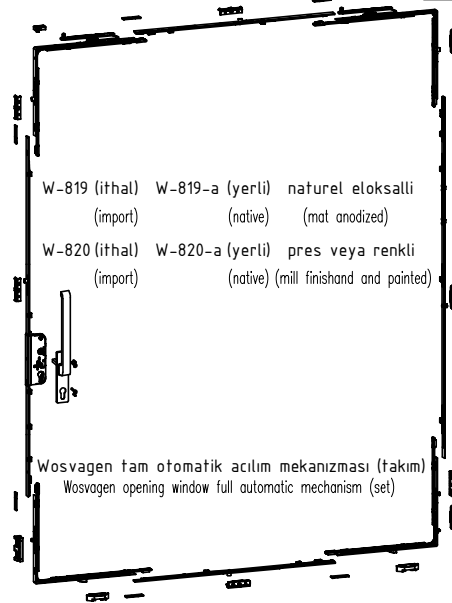 W-819 (ithal) W-819-a (yerli) naturel eloksalli
(import) (native) (mat anodized)
W-820 (ithal) W-820-a (yerli) pres veya renkli
(import) (native) (mill finishand and painted)
Wosvagen tam otomatik acılım mekanızması (takım)
Wosvagen opening window full automatic mechanism (set)